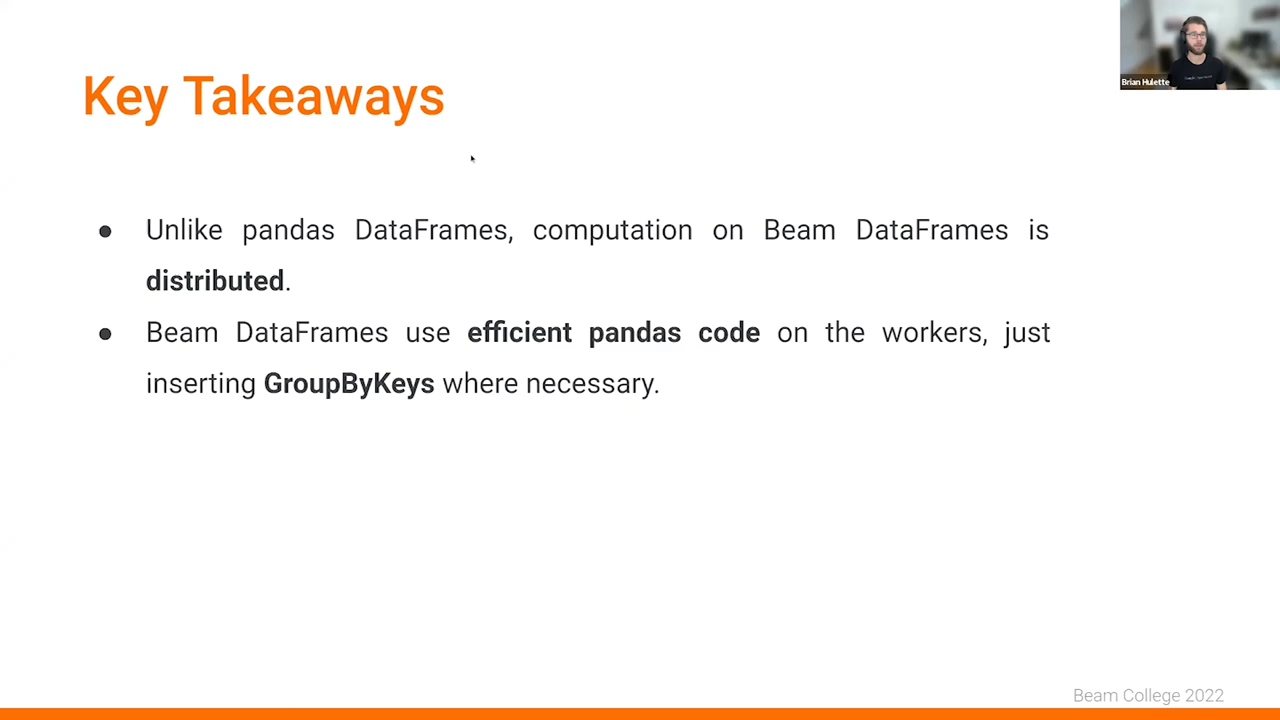 Brian Hulette
Key Takeaways
● Unlike pandas DataFrames, computation on Beam DataFrames is
distributed.
● Beam DataFrames use efficient pandas code on the workers, just
inserting GroupByKeys where necessary.
Beam College 2022